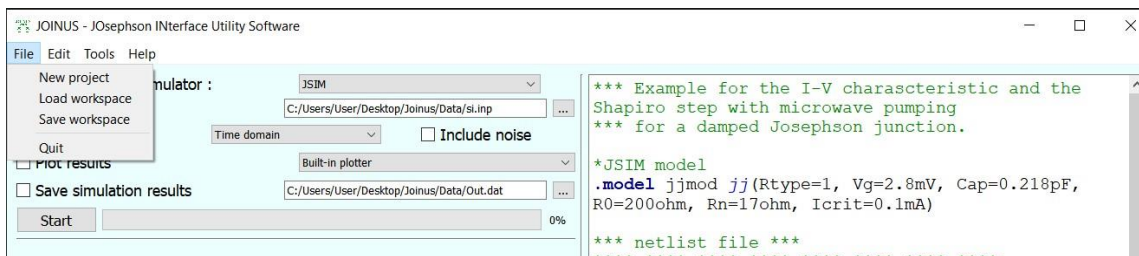 JOINUS - JOsephson INterface Utility Software
File Edit Tools Help
New project
Load workspace
Save workspace
Quit
mulator :
JSIM
C:/Users/User/Desktop/Joinus/Data/si.inp
...
Time domain
Include noise
Plot results
Built-in plotter
Save simulation results
C:/Users/User/Desktop/Joinus/Data/Out.dat
...
Start
0%
*** Example for the I-V charascteristic and the
Shapiro step with microwave pumping
*** for a damped Josephson junction.
*JSIM model
.model jjmod jj(Rtype=1, Vg=2.8mV, Cap=0.218pF,
R0=200ohm, Rn=17ohm, Icrit=0.1mA)
*** netlist file ***